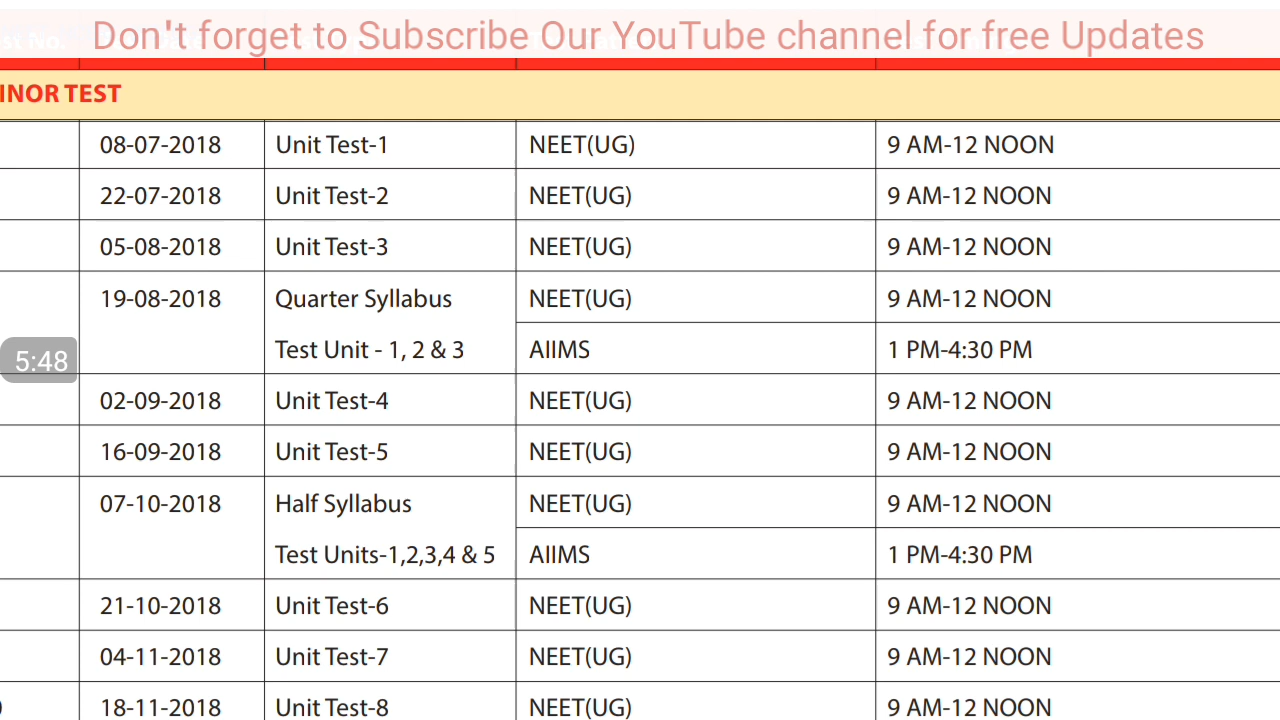 Don't forget to Subscribe Our YouTube channel for free Updates
INOR TEST
08-07-2018 Unit Test-1 NEET(UG) 9 AM-12 NOON
22-07-2018 Unit Test-2 NEET(UG) 9 AM-12 NOON
05-08-2018 Unit Test-3 NEET(UG) 9 AM-12 NOON
19-08-2018 Quarter Syllabus NEET(UG) 9 AM-12 NOON
Test Unit - 1, 2 & 3 AIIMS 1 PM-4:30 PM
5:48
02-09-2018 Unit Test-4 NEET(UG) 9 AM-12 NOON
16-09-2018 Unit Test-5 NEET(UG) 9 AM-12 NOON
07-10-2018 Half Syllabus NEET(UG) 9 AM-12 NOON
Test Units-1,2,3,4 & 5 AIIMS 1 PM-4:30 PM
21-10-2018 Unit Test-6 NEET(UG) 9 AM-12 NOON
04-11-2018 Unit Test-7 NEET(UG) 9 AM-12 NOON
18-11-2018 Unit Test-8 NEET(UG) 9 AM-12 NOON